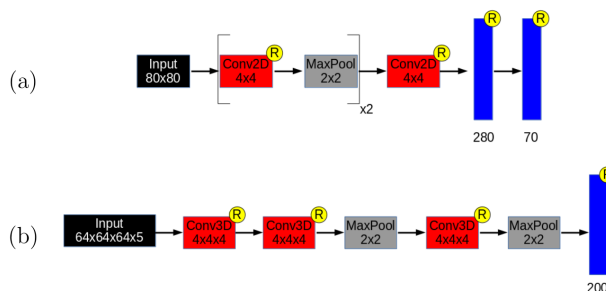 (a)
Input
80x80
Conv2D
4x4
R
MaxPool
2x2
x2
Conv2D
4x4
R
R
280
R
70
(b)
Input
64x64x64x5
Conv3D
4x4x4
R
Conv3D
4x4x4
R
MaxPool
2x2
Conv3D
4x4x4
R
MaxPool
2x2
R
200